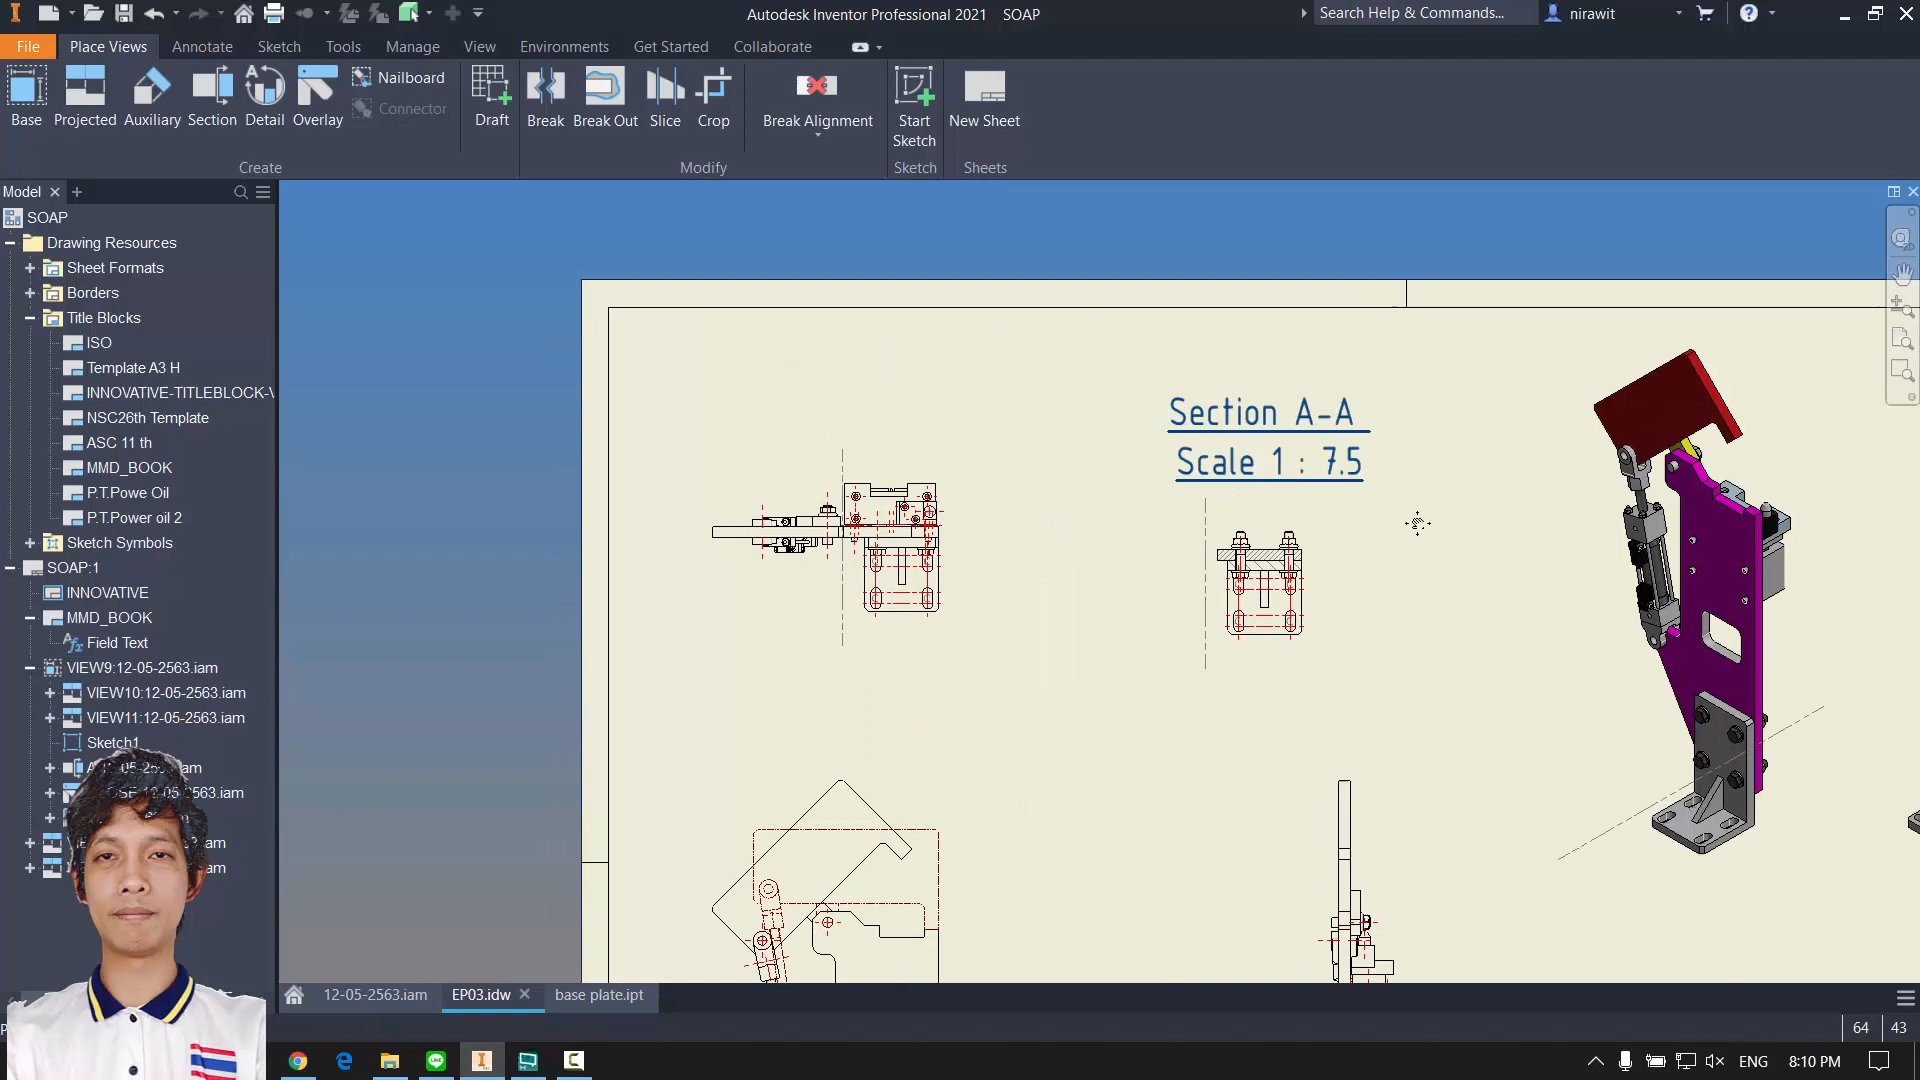 Autodesk Inventor Professional 2021 SOAP
Search Help & Commands...
nirawit
File
Place Views
Annotate
Sketch
Tools
Manage
View
Environments
Get Started
Collaborate
Base
Projected
Auxiliary
Section
Detail
Overlay
Nailboard
Connector
Draft
Break
Break Out
Slice
Crop
Break Alignment
Start
Sketch
New Sheet
Create
Modify
Sketch
Sheets
Model
SOAP
Drawing Resources
Sheet Formats
Borders
Title Blocks
ISO
Template A3 H
INNOVATIVE-TITLEBLOCK-
NSC26th Template
ASC 11 th
MMD_BOOK
P.T.Powe Oil
P.T.Power oil 2
Sketch Symbols
SOAP:1
INNOVATIVE
MMD_BOOK
Field Text
VIEW9:12-05-2563.iam
VIEW10:12-05-2563.iam
VIEW11:12-05-2563.iam
Sketch1
Section A-A
Scale 1 : 7.5
12-05-2563.iam
EP03.idw
base plate.ipt
64
43
ENG
8:10 PM